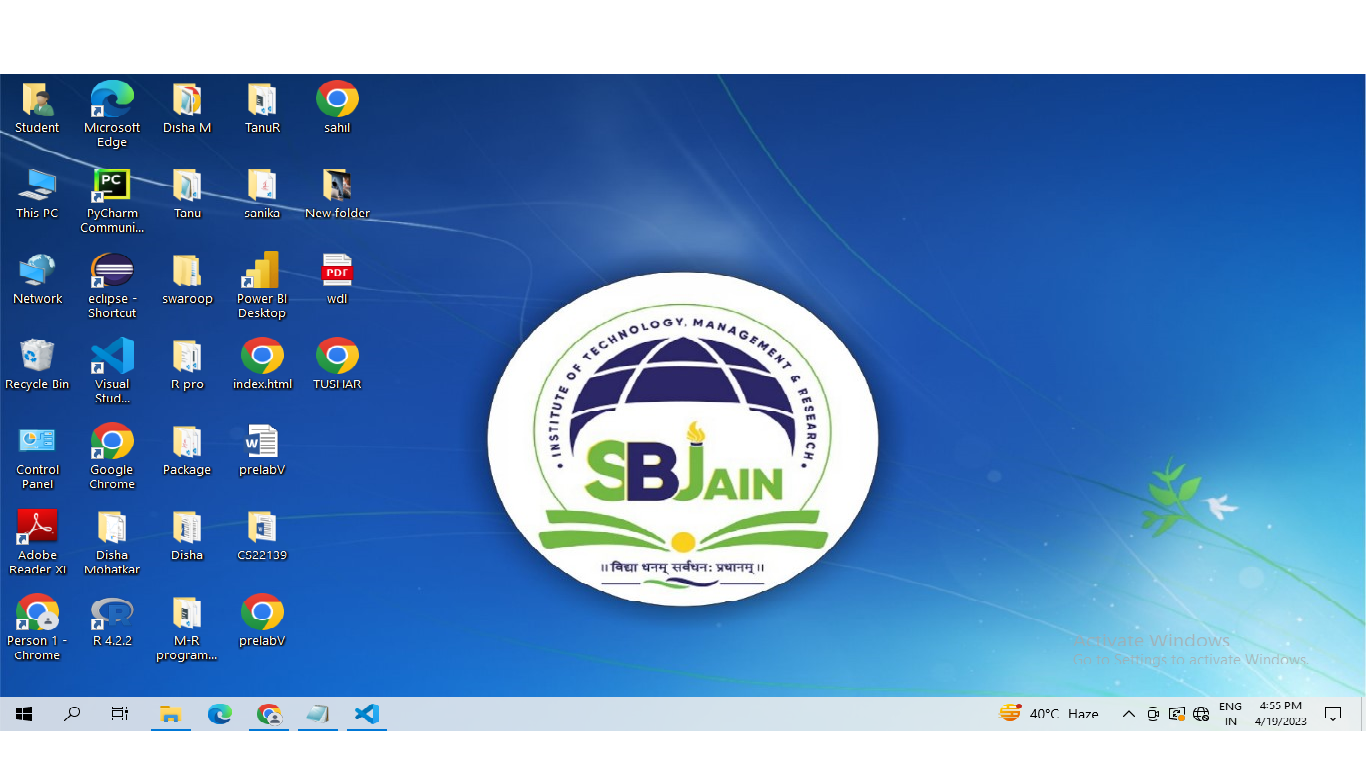 Student
Microsoft
Edge
Disha M
TanuR
sahil
This PC
PyCharm
Communi...
Tanu
sanika
New folder
Network
eclipse -
Shortcut
swaroop
Power BI
Desktop
PDF
wdl
Recycle Bin
Visual
Stud...
R pro
index.html
TUSHAR
Control
Panel
Google
Chrome
Package
prelabV
Adobe
Reader XI
Disha
Mohatkar
Disha
CS22139
Person 1 -
Chrome
R 4.2.2
M-R
program...
prelabV
PC
W
R
• INSTITUTE OF TECHNOLOGY, MANAGEMENT & RESEARCH •
SBJAIN
॥ विद्या धनम् सर्वधनः प्रधानम् ॥
Activate Windows
Go to Settings to activate Windows.
40°C Haze
ENG
IN
4:55 PM
4/19/2023